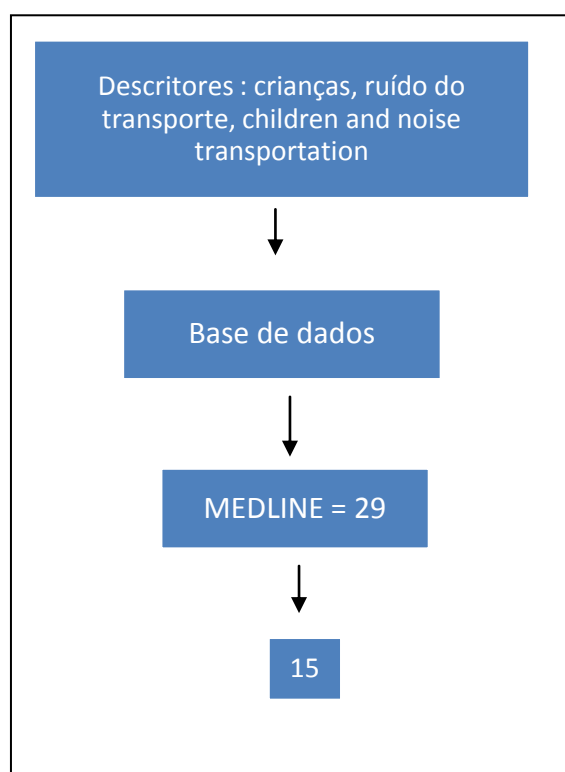 Descritores : crianças, ruído do
transporte, children and noise
transportation
Base de dados
MEDLINE = 29
15